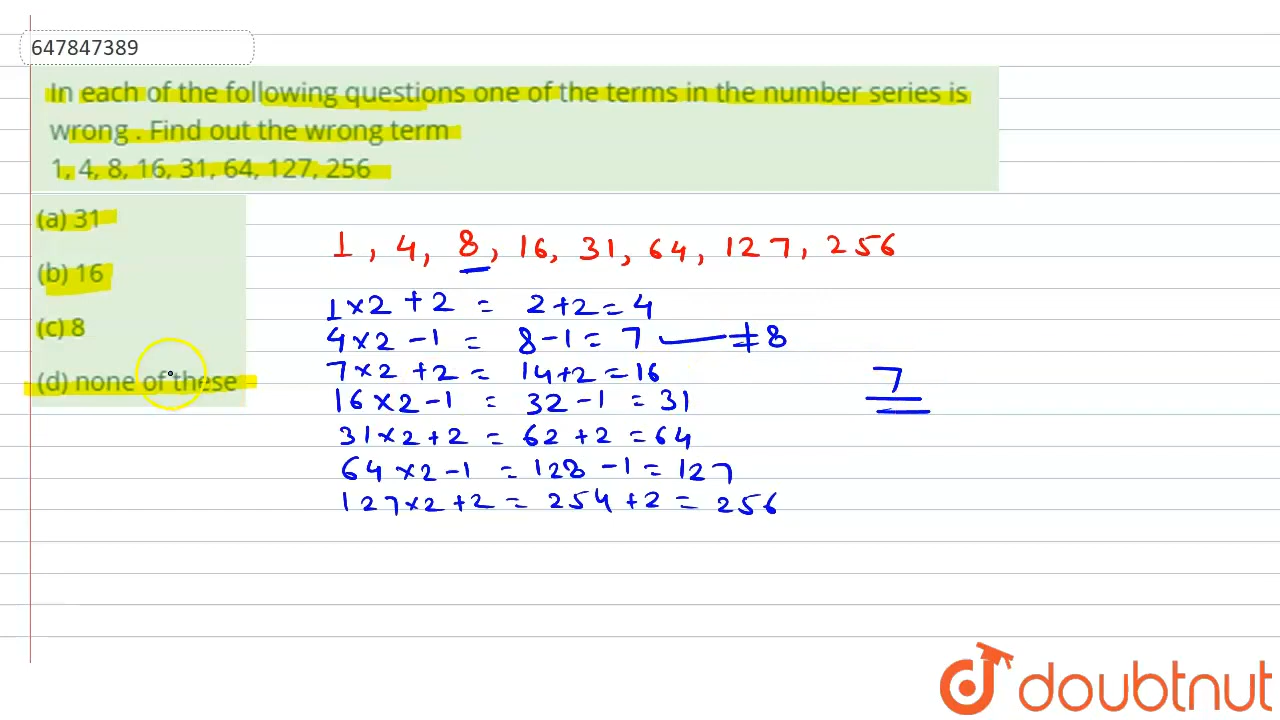 647847389
In each of the following questions one of the terms in the number series is
wrong . Find out the wrong term
1, 4, 8, 16, 31, 64, 127, 256
(a) 31
(b) 16
(c) 8
(d) none of these
1, 4, 8, 16, 31, 64, 127, 256
1×2 +2 = 2+2=4
4×2 -1 = 8-1= 7 ≠8
7×2 +2 = 14+2=16
16×2-1 = 32-1 =31
31×2+2 = 62+2 =64
64×2-1 =128 -1=127
127×2+2= 254 +2 =256
7
doubtnut